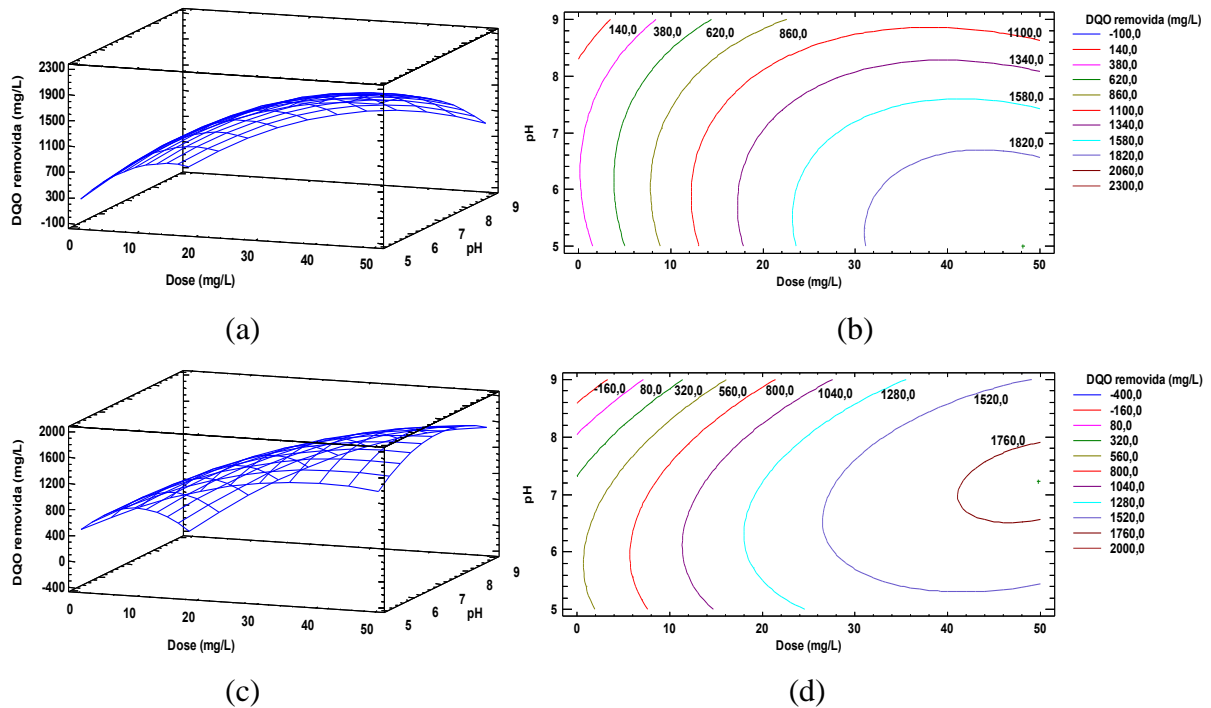 2300
1900
1500
1100
700
300
-100
DQO removida (mg/L)
0 10 20 30 40 50
Dose (mg/L)
5 6 7 8 9
pH
(a)
9
8
7
6
5
pH
140,0 380,0 620,0 860,0 1100,0
1340,0
1580,0
1820,0
0 10 20 30 40 50
Dose (mg/L)
DQO removida (mg/L)
-100,0
140,0
380,0
620,0
860,0
1100,0
1340,0
1580,0
1820,0
2060,0
2300,0
(b)
2000
1600
1200
800
400
0
-400
DQO removida (mg/L)
0 10 20 30 40 50
Dose (mg/L)
5 6 7 8 9
pH
(c)
9
8
7
6
5
pH
-160,0 80,0 320,0 560,0 800,0 1040,0 1280,0 1520,0
1760,0
0 10 20 30 40 50
Dose (mg/L)
DQO removida (mg/L)
-400,0
-160,0
80,0
320,0
560,0
800,0
1040,0
1280,0
1520,0
1760,0
2000,0
(d)